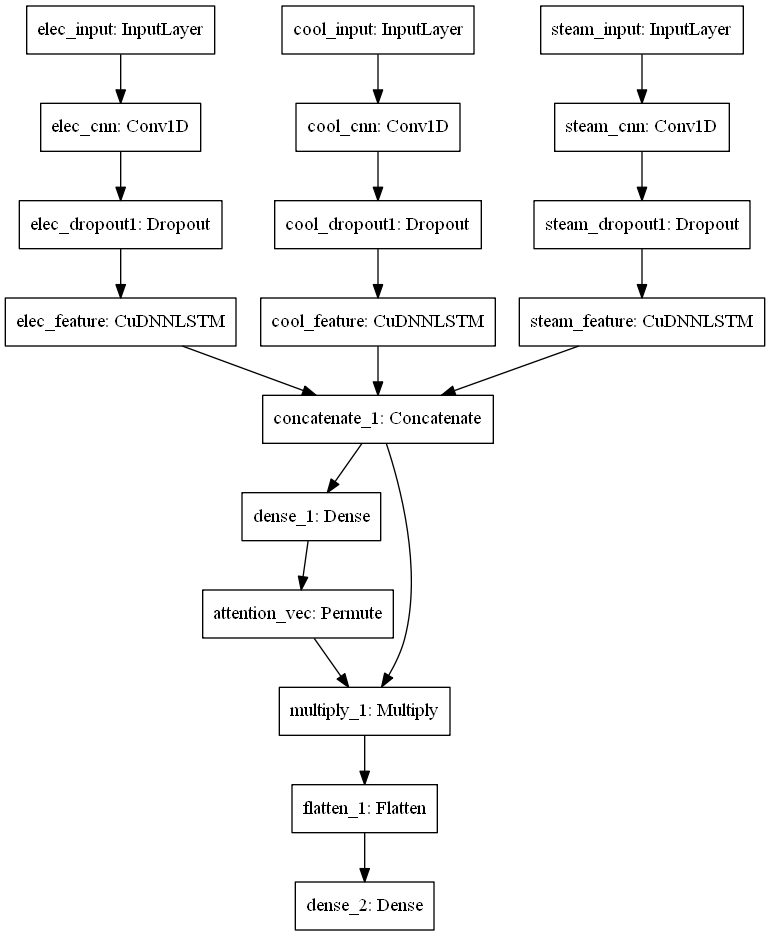 elec_input: InputLayer
cool_input: InputLayer
steam_input: InputLayer
elec_cnn: Conv1D
cool_cnn: Conv1D
steam_cnn: Conv1D
elec_dropout1: Dropout
cool_dropout1: Dropout
steam_dropout1: Dropout
elec_feature: CuDNNLSTM
cool_feature: CuDNNLSTM
steam_feature: CuDNNLSTM
concatenate_1: Concatenate
dense_1: Dense
attention_vec: Permute
multiply_1: Multiply
flatten_1: Flatten
dense_2: Dense